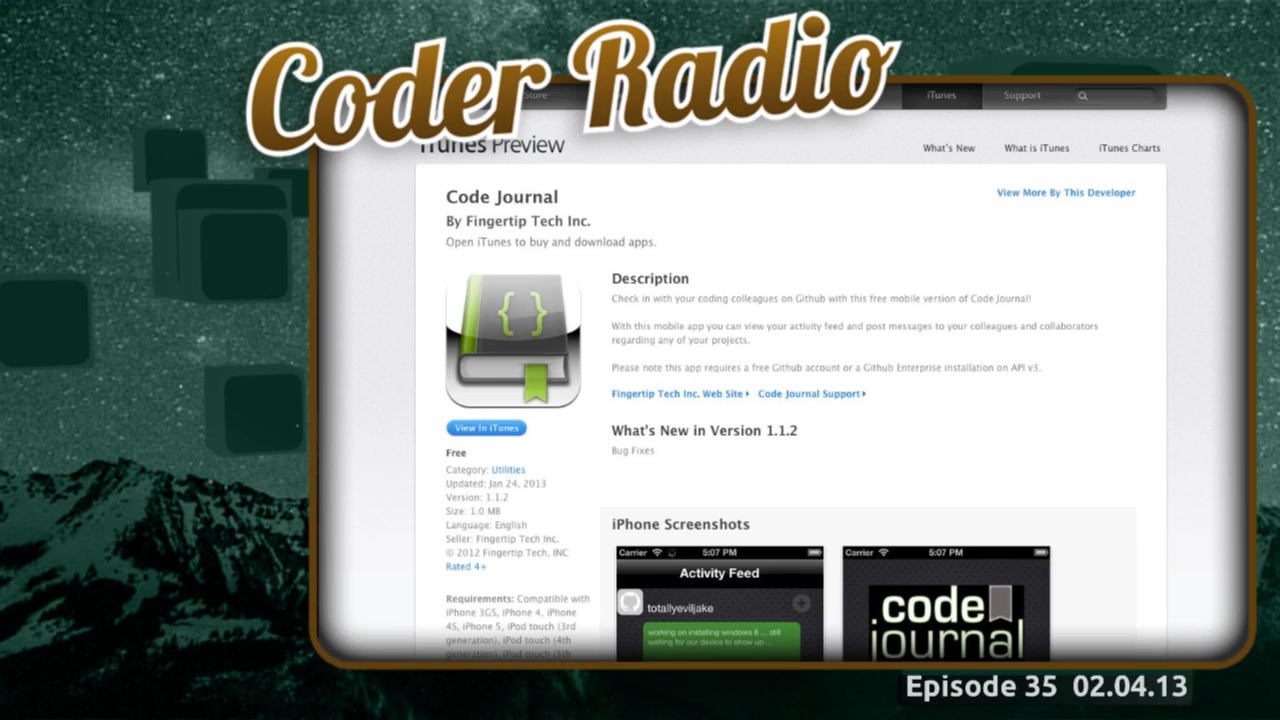 Coder Radio
Store
iTunes
Support
iTunes Preview
What's New
What is iTunes
iTunes Charts
Code Journal
View More By This Developer
By Fingertip Tech Inc.
Open iTunes to buy and download apps.
Description
Check in with your coding colleagues on Github with this free mobile version of Code Journal!
With this mobile app you can view your activity feed and post messages to your colleagues and collaborators
regarding any of your projects.
Please note this app requires a free Github account or a Github Enterprise installation on API v3.
Fingertip Tech Inc. Web Site
Code Journal Support
What's New in Version 1.1.2
Bug Fixes
{ }
View In iTunes
Free
Category: Utilities
Updated: Jan 24, 2013
Version: 1.1.2
Size: 1.0 MB
Language: English
Seller: Fingertip Tech Inc.
© 2012 Fingertip Tech, INC
Rated 4+
Requirements: Compatible with
iPhone 3GS, iPhone 4, iPhone
4S, iPhone 5, iPod touch (3rd
generation), iPod touch (4th
generation), iPod touch (5th
iPhone Screenshots
Carrier 5:07 PM
Activity Feed
totallyeviljake
working on installing windows 8 ... still
waiting for our device to show up ...
Carrier 5:07 PM
code
journal
Episode 35 02.04.13